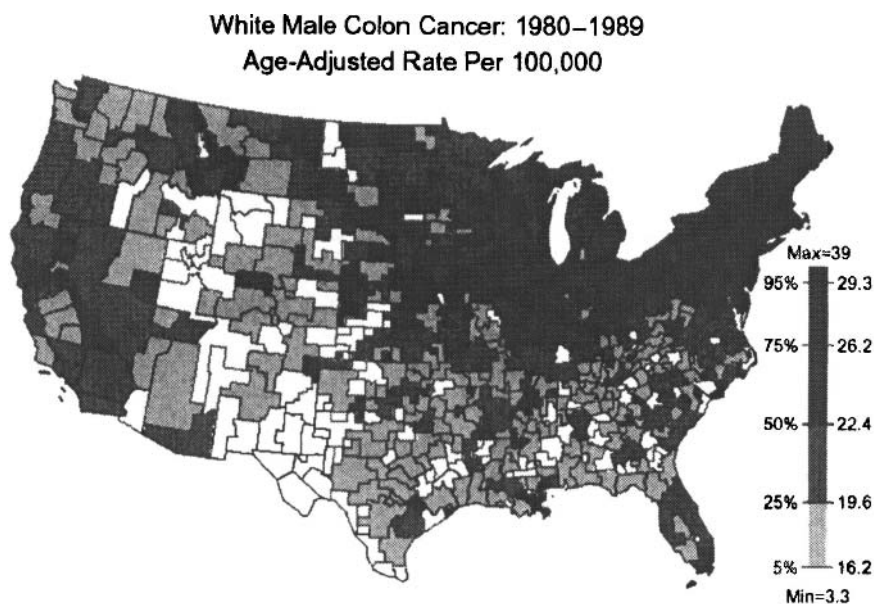 White Male Colon Cancer: 1980–1989
Age-Adjusted Rate Per 100,000
Max=39
95% 29.3
75% 26.2
50% 22.4
25% 19.6
5% 16.2
Min=3.3